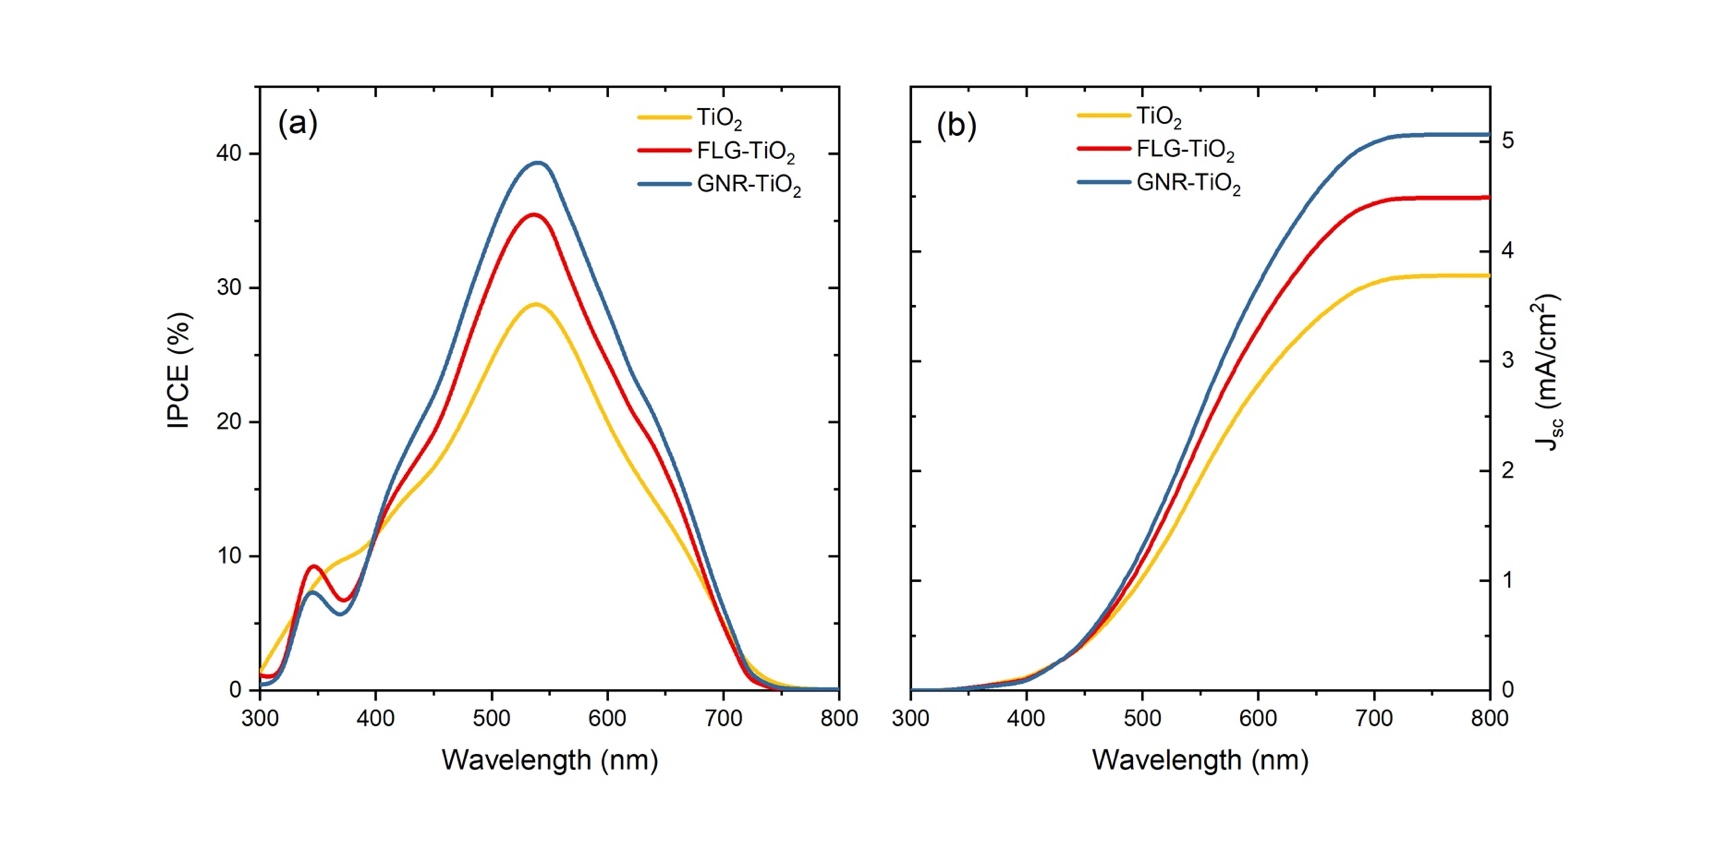 (a)
TiO₂
FLG-TiO₂
GNR-TiO₂
40
30
20
10
0
IPCE (%)
300 400 500 600 700 800
Wavelength (nm)
(b)
TiO₂
FLG-TiO₂
GNR-TiO₂
5
4
3
2
1
0
Jsc (mA/cm²)
300 400 500 600 700 800
Wavelength (nm)